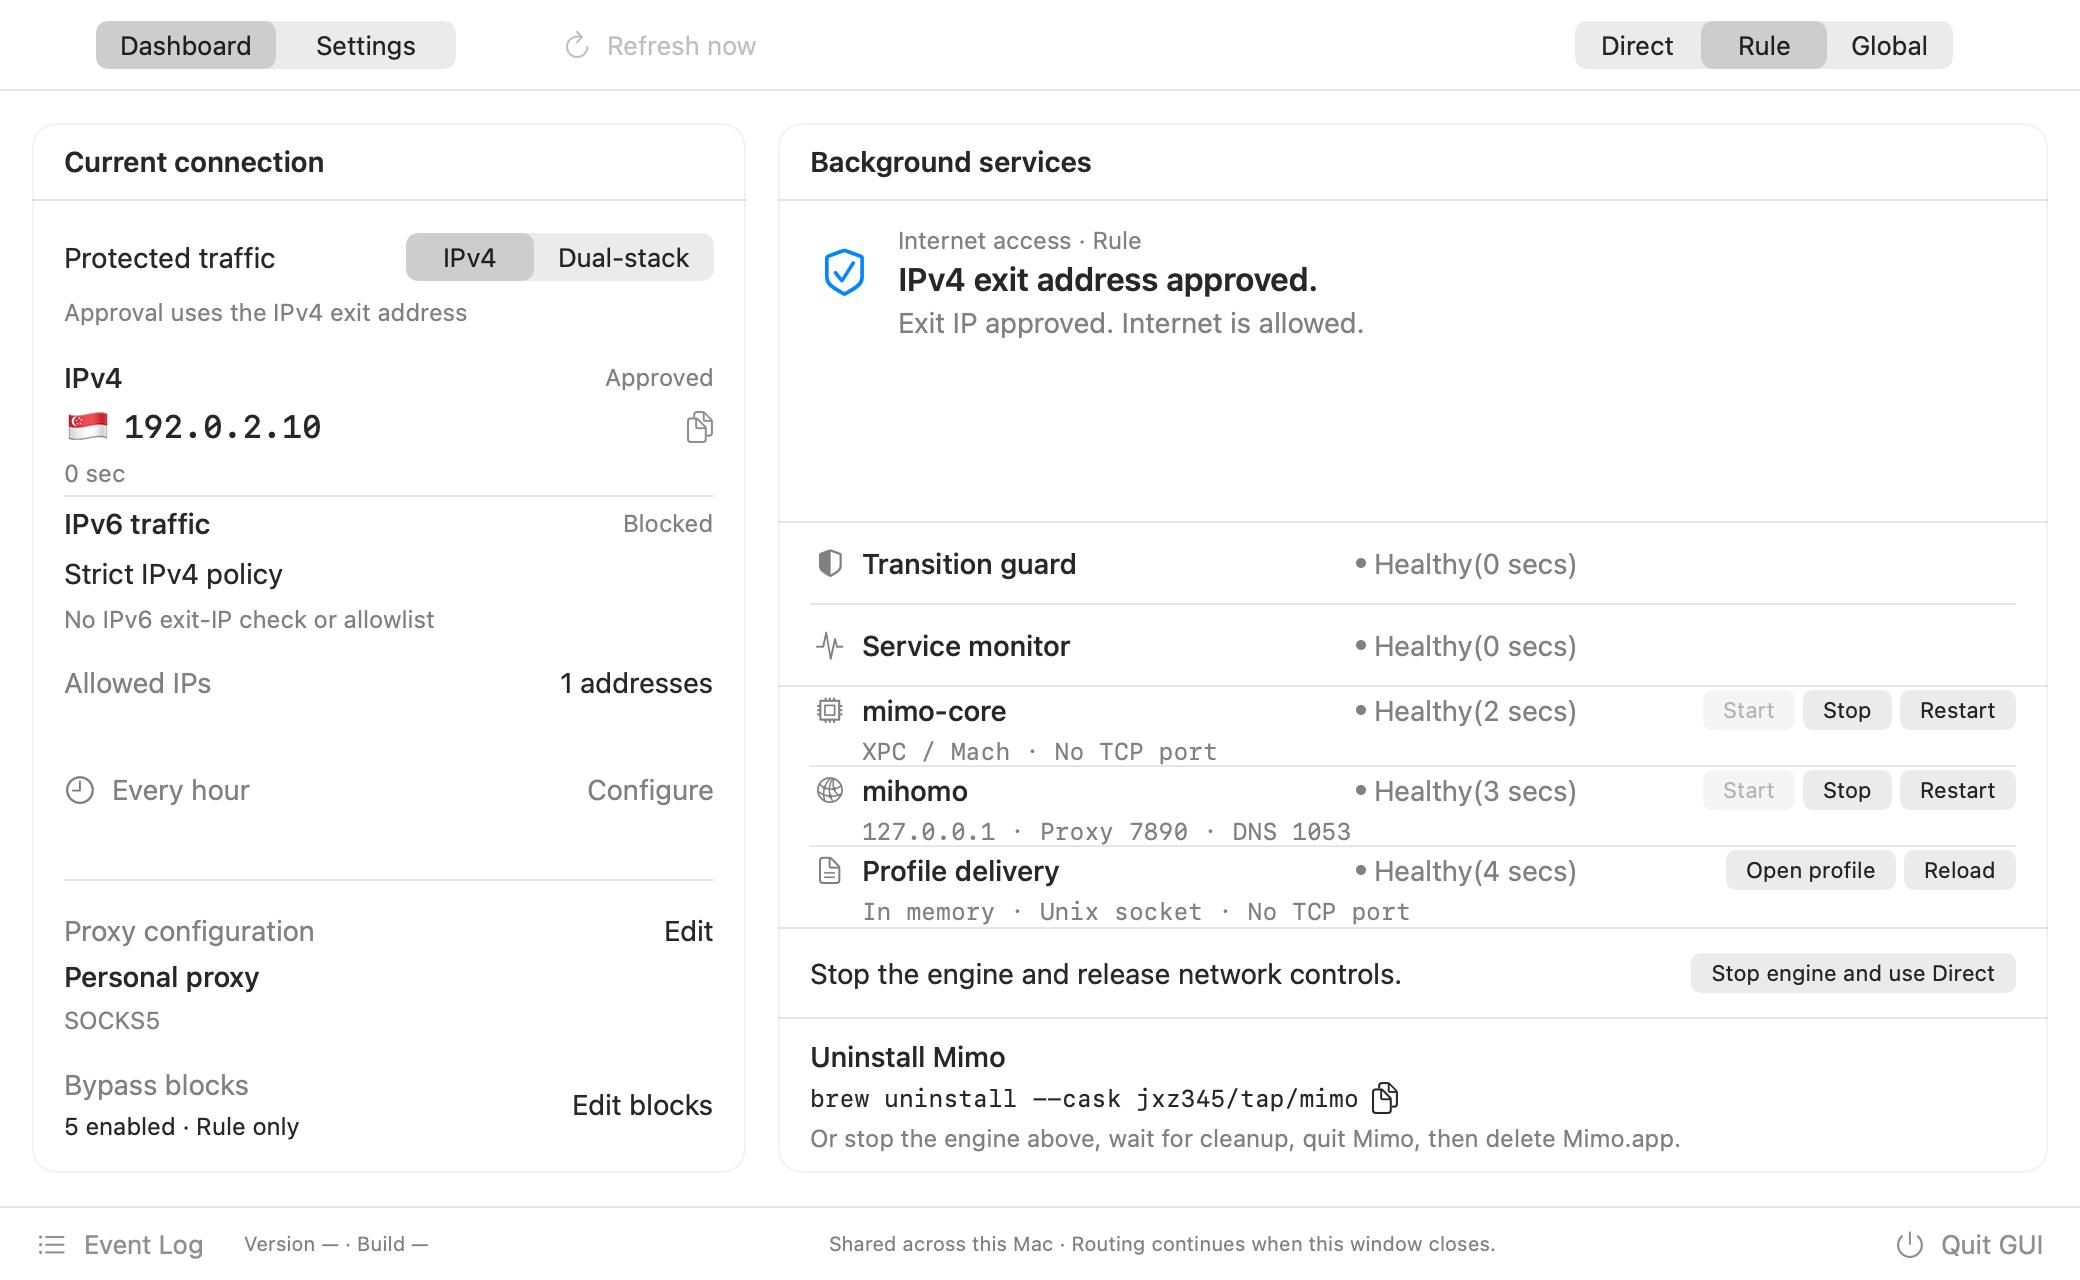 Dashboard Settings Refresh now Direct Rule Global
Current connection
Protected traffic IPv4 Dual-stack
Approval uses the IPv4 exit address
IPv4 Approved
192.0.2.10
0 sec
IPv6 traffic Blocked
Strict IPv4 policy
No IPv6 exit-IP check or allowlist
Allowed IPs 1 addresses
Every hour Configure
Proxy configuration Edit
Personal proxy
SOCKS5
Bypass blocks
5 enabled · Rule only Edit blocks
Background services
Internet access · Rule
IPv4 exit address approved.
Exit IP approved. Internet is allowed.
Transition guard • Healthy(0 secs)
Service monitor • Healthy(0 secs)
mimo-core • Healthy(2 secs) Start Stop Restart
XPC / Mach · No TCP port
mihomo • Healthy(3 secs) Start Stop Restart
127.0.0.1 · Proxy 7890 · DNS 1053
Profile delivery • Healthy(4 secs) Open profile Reload
In memory · Unix socket · No TCP port
Stop the engine and release network controls. Stop engine and use Direct
Uninstall Mimo
brew uninstall --cask jxz345/tap/mimo
Or stop the engine above, wait for cleanup, quit Mimo, then delete Mimo.app.
Event Log Version — · Build — Shared across this Mac · Routing continues when this window closes. Quit GUI